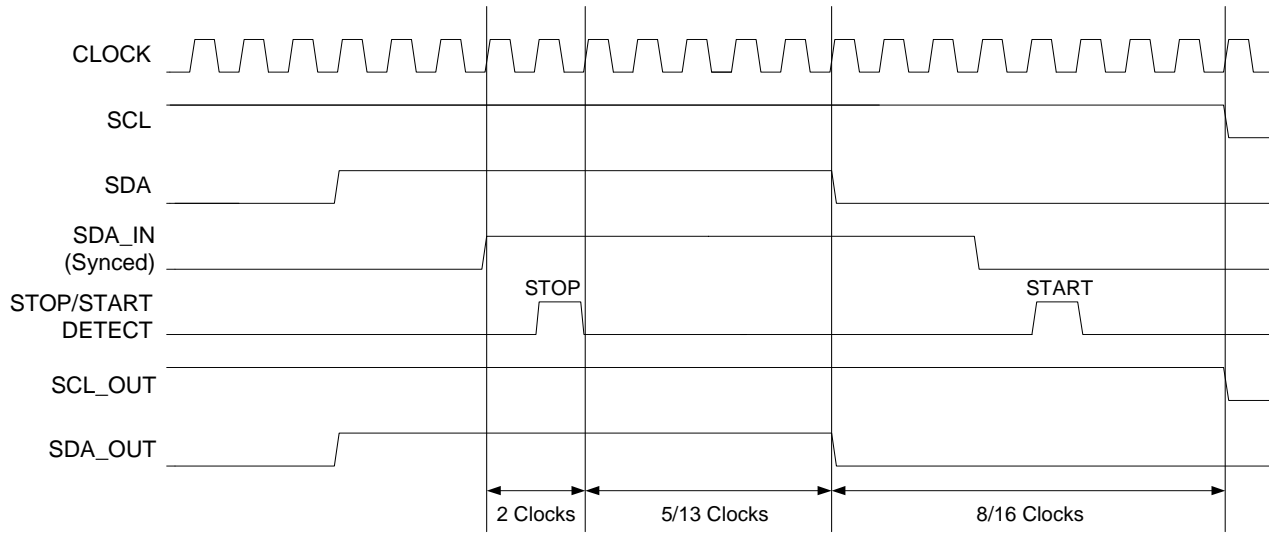 CLOCK
SCL
SDA
SDA_IN
(Synced)
STOP/START
DETECT
STOP
START
SCL_OUT
SDA_OUT
2 Clocks
5/13 Clocks
8/16 Clocks